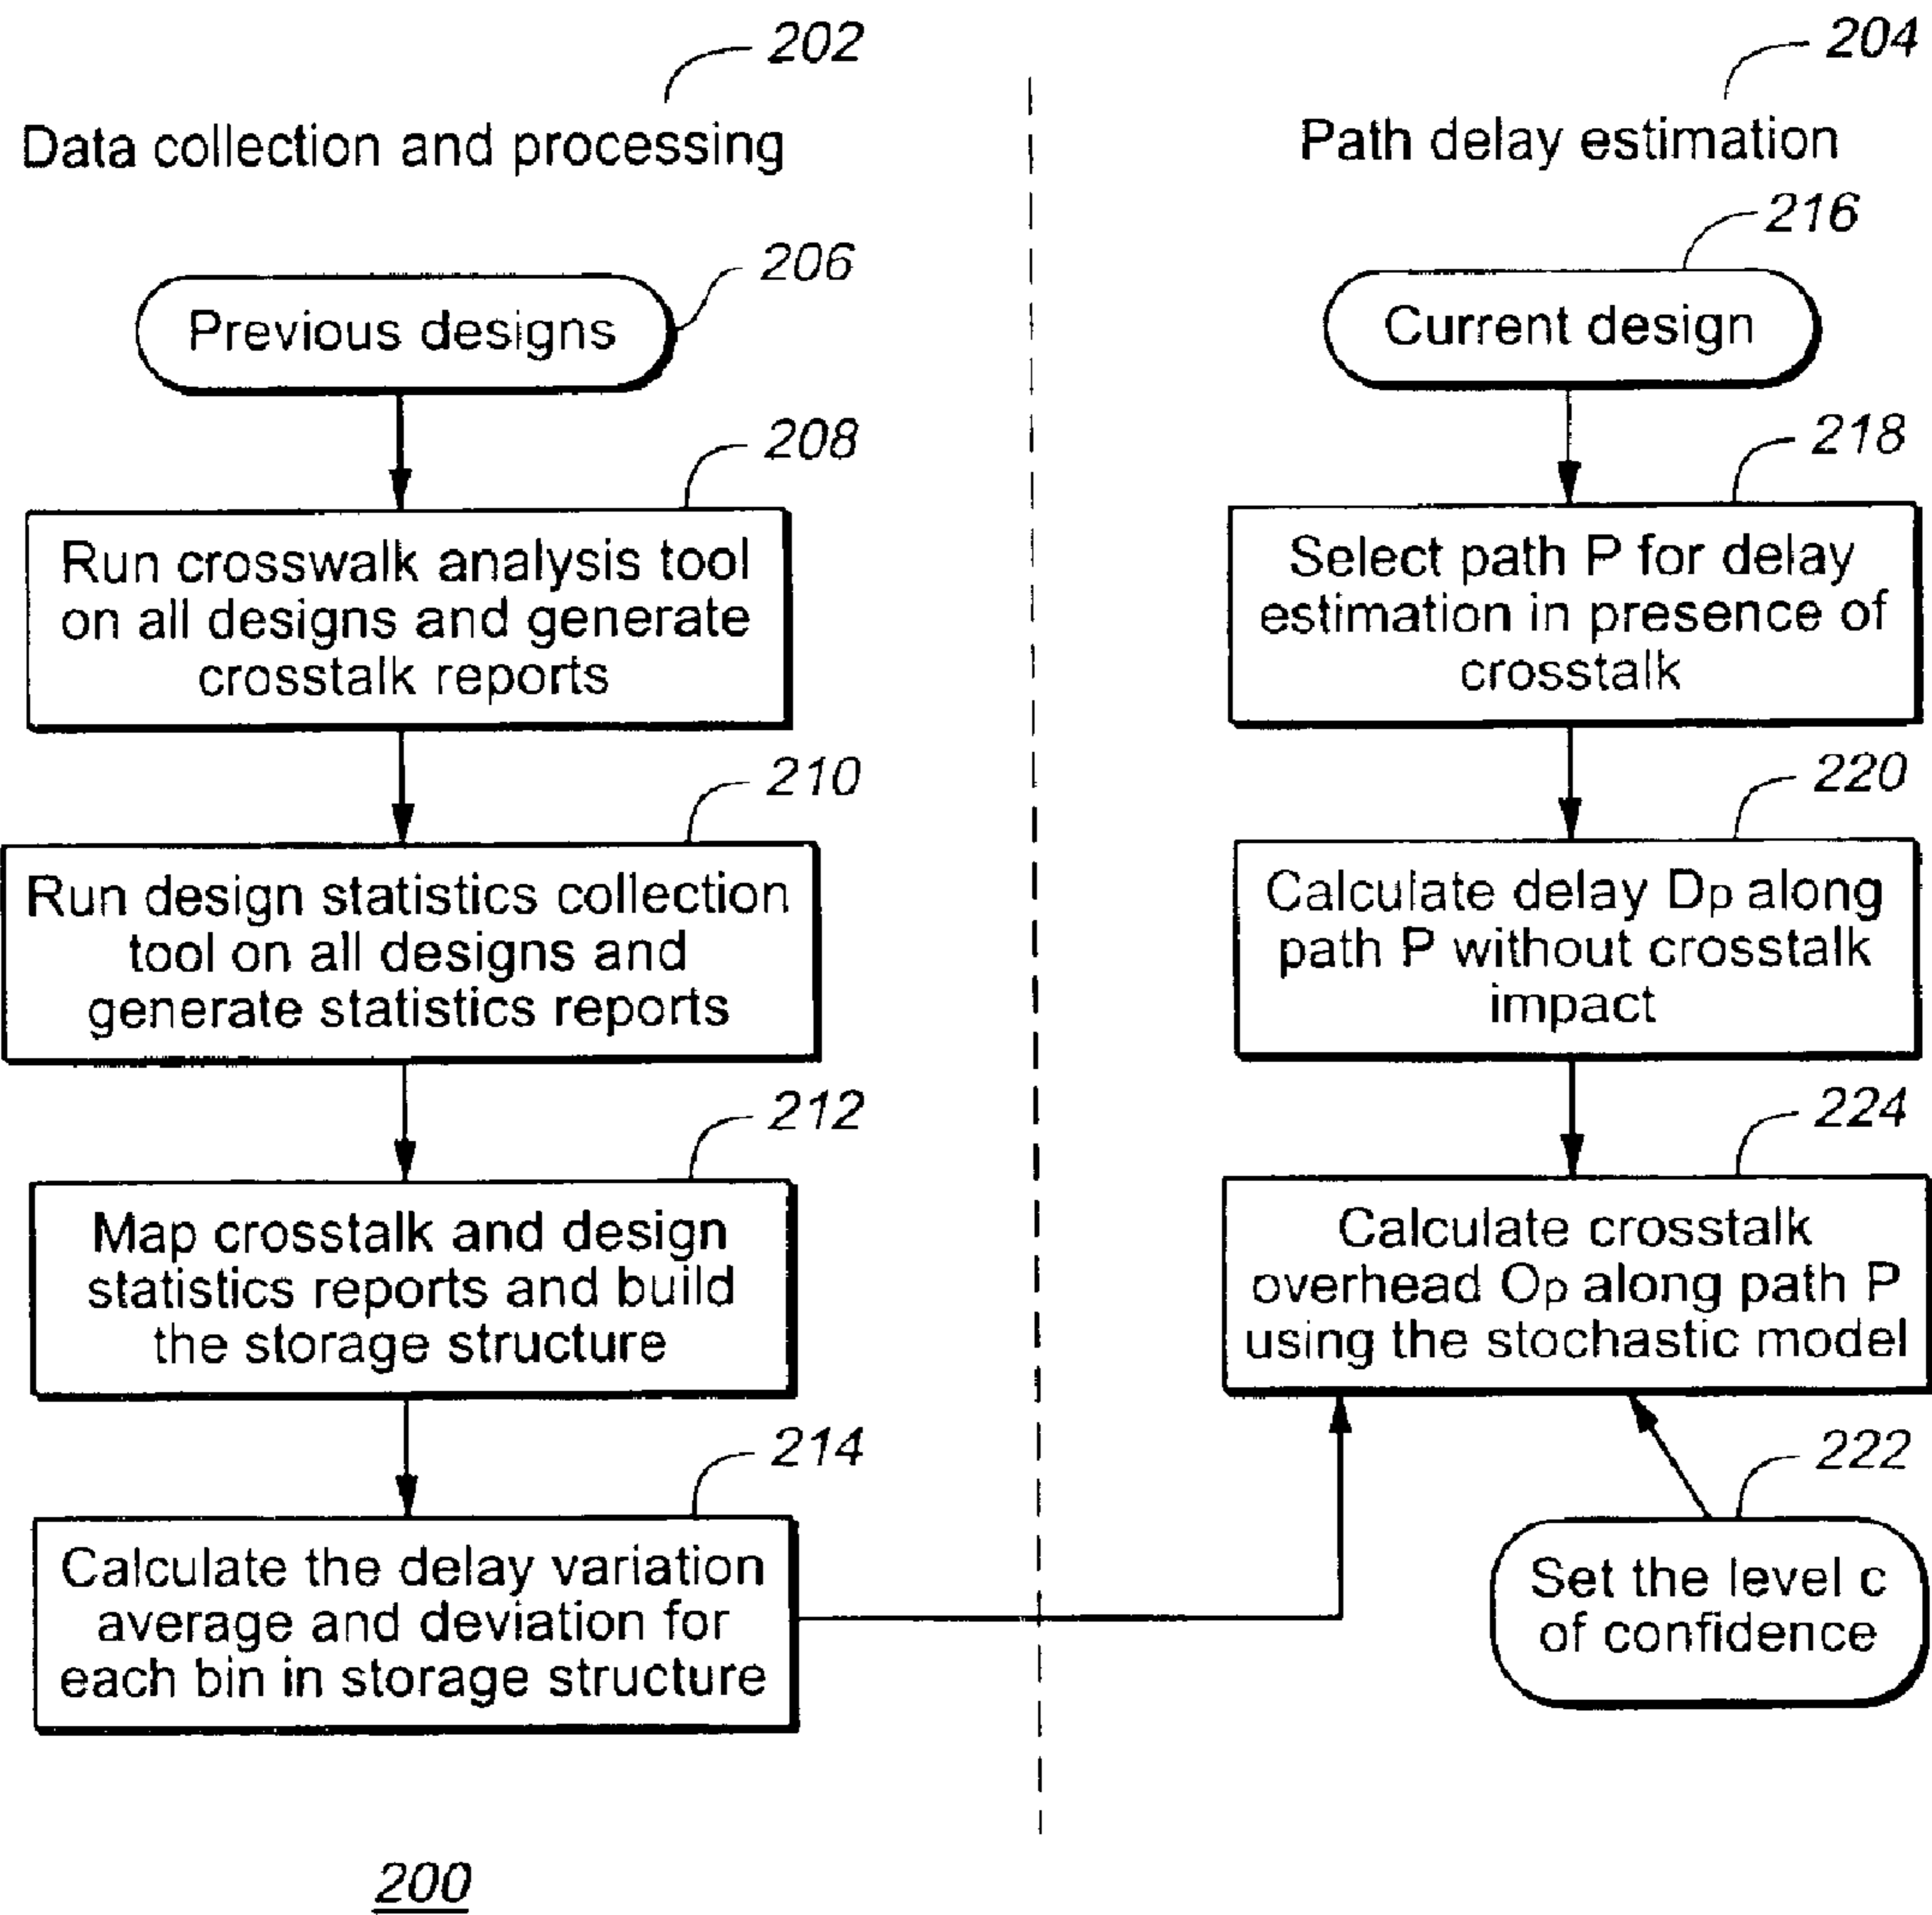 202
Data collection and processing
206
Previous designs
208
Run crosswalk analysis tool
on all designs and generate
crosstalk reports
210
Run design statistics collection
tool on all designs and
generate statistics reports
212
Map crosstalk and design
statistics reports and build
the storage structure
214
Calculate the delay variation
average and deviation for
each bin in storage structure
204
Path delay estimation
216
Current design
218
Select path P for delay
estimation in presence of
crosstalk
220
Calculate delay Dp along
path P without crosstalk
impact
224
Calculate crosstalk
overhead Op along path P
using the stochastic model
222
Set the level c
of confidence
200